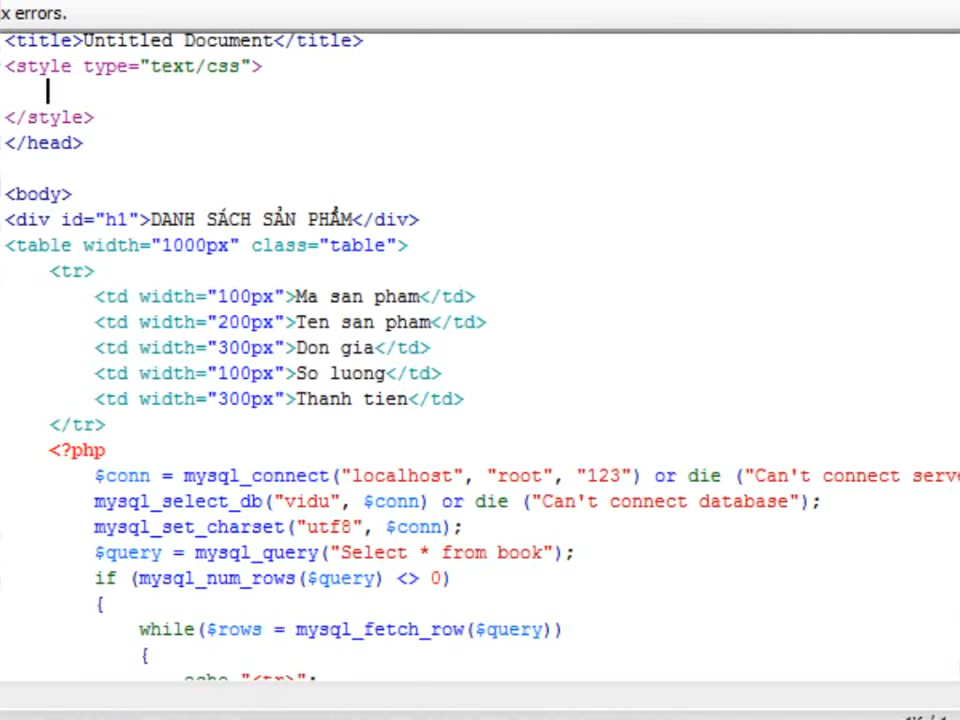 x errors.
<title>Untitled Document</title>
<style type="text/css">
</style>
</head>
<body>
<div id="h1">DANH SÁCH SẢN PHẨM</div>
<table width="1000px" class="table">
<tr>
<td width="100px">Ma san pham</td>
<td width="200px">Ten san pham</td>
<td width="300px">Don gia</td>
<td width="100px">So luong</td>
<td width="300px">Thanh tien</td>
</tr>
<?php
$conn = mysql_connect("localhost", "root", "123") or die ("Can't connect serve
mysql_select_db("vidu", $conn) or die ("Can't connect database");
mysql_set_charset("utf8", $conn);
$query = mysql_query("Select * from book");
if (mysql_num_rows($query) <> 0)
{
while($rows = mysql_fetch_row($query))
{
echo "<tr>";